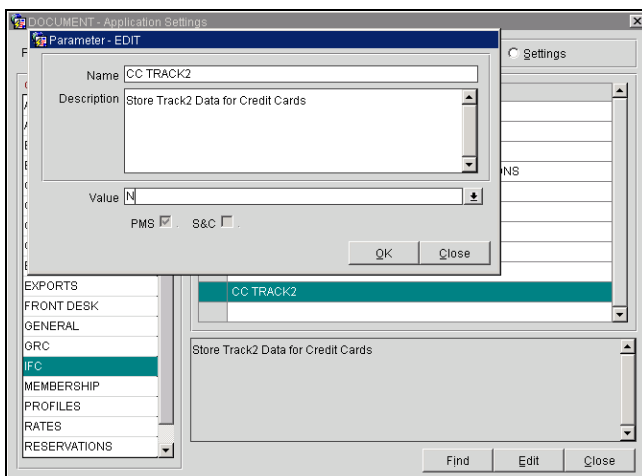 DOCUMENT - Application Settings
Parameter - EDIT
Settings
Name CC TRACK2
Description Store Track2 Data for Credit Cards
NS
Value N
PMS S&C
OK Close
EXPORTS
CC TRACK2
FRONT DESK
GENERAL
GRC
IFC
Store Track2 Data for Credit Cards
MEMBERSHIP
PROFILES
RATES
RESERVATIONS
Find Edit Close